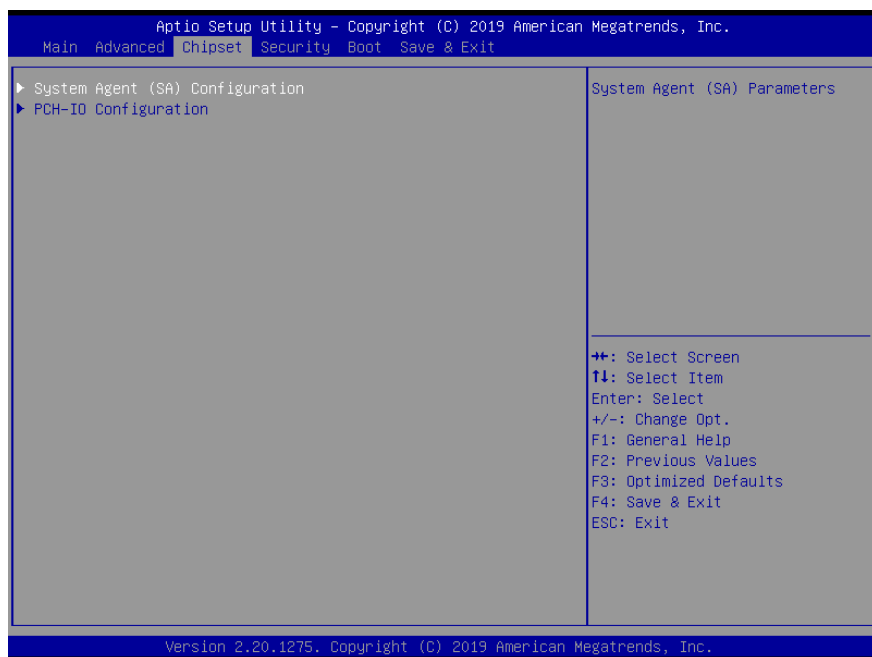 Aptio Setup Utility – Copyright (C) 2019 American Megatrends, Inc.
Main Advanced Chipset Security Boot Save & Exit
▶ System Agent (SA) Configuration
▶ PCH-IO Configuration
System Agent (SA) Parameters
→←: Select Screen
↑↓: Select Item
Enter: Select
+/-: Change Opt.
F1: General Help
F2: Previous Values
F3: Optimized Defaults
F4: Save & Exit
ESC: Exit
Version 2.20.1275. Copyright (C) 2019 American Megatrends, Inc.